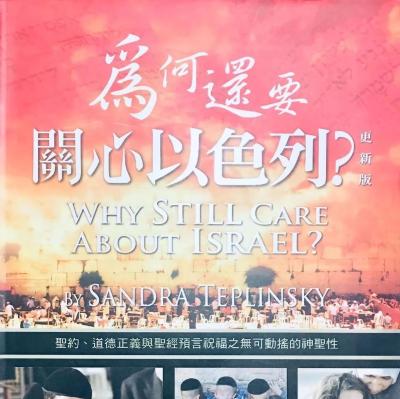 為何還要
關心以色列?
更新版
WHY STILL CARE
ABOUT ISRAEL?
BY SANDRA TEPLINSKY
聖約、道德正義與聖經預言祝福之無可動搖的神聖性